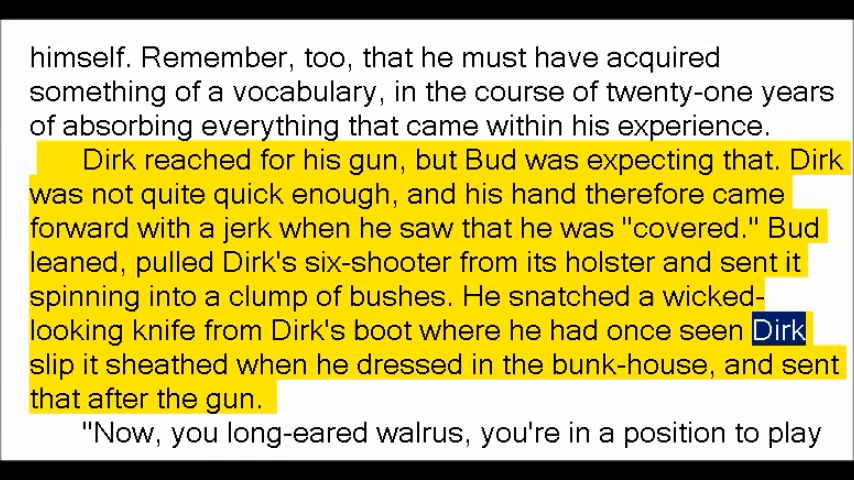 himself. Remember, too, that he must have acquired
something of a vocabulary, in the course of twenty-one years
of absorbing everything that came within his experience.
Dirk reached for his gun, but Bud was expecting that. Dirk
was not quite quick enough, and his hand therefore came
forward with a jerk when he saw that he was "covered." Bud
leaned, pulled Dirk's six-shooter from its holster and sent it
spinning into a clump of bushes. He snatched a wicked-
looking knife from Dirk's boot where he had once seen Dirk
slip it sheathed when he dressed in the bunk-house, and sent
that after the gun.
"Now, you long-eared walrus, you're in a position to play